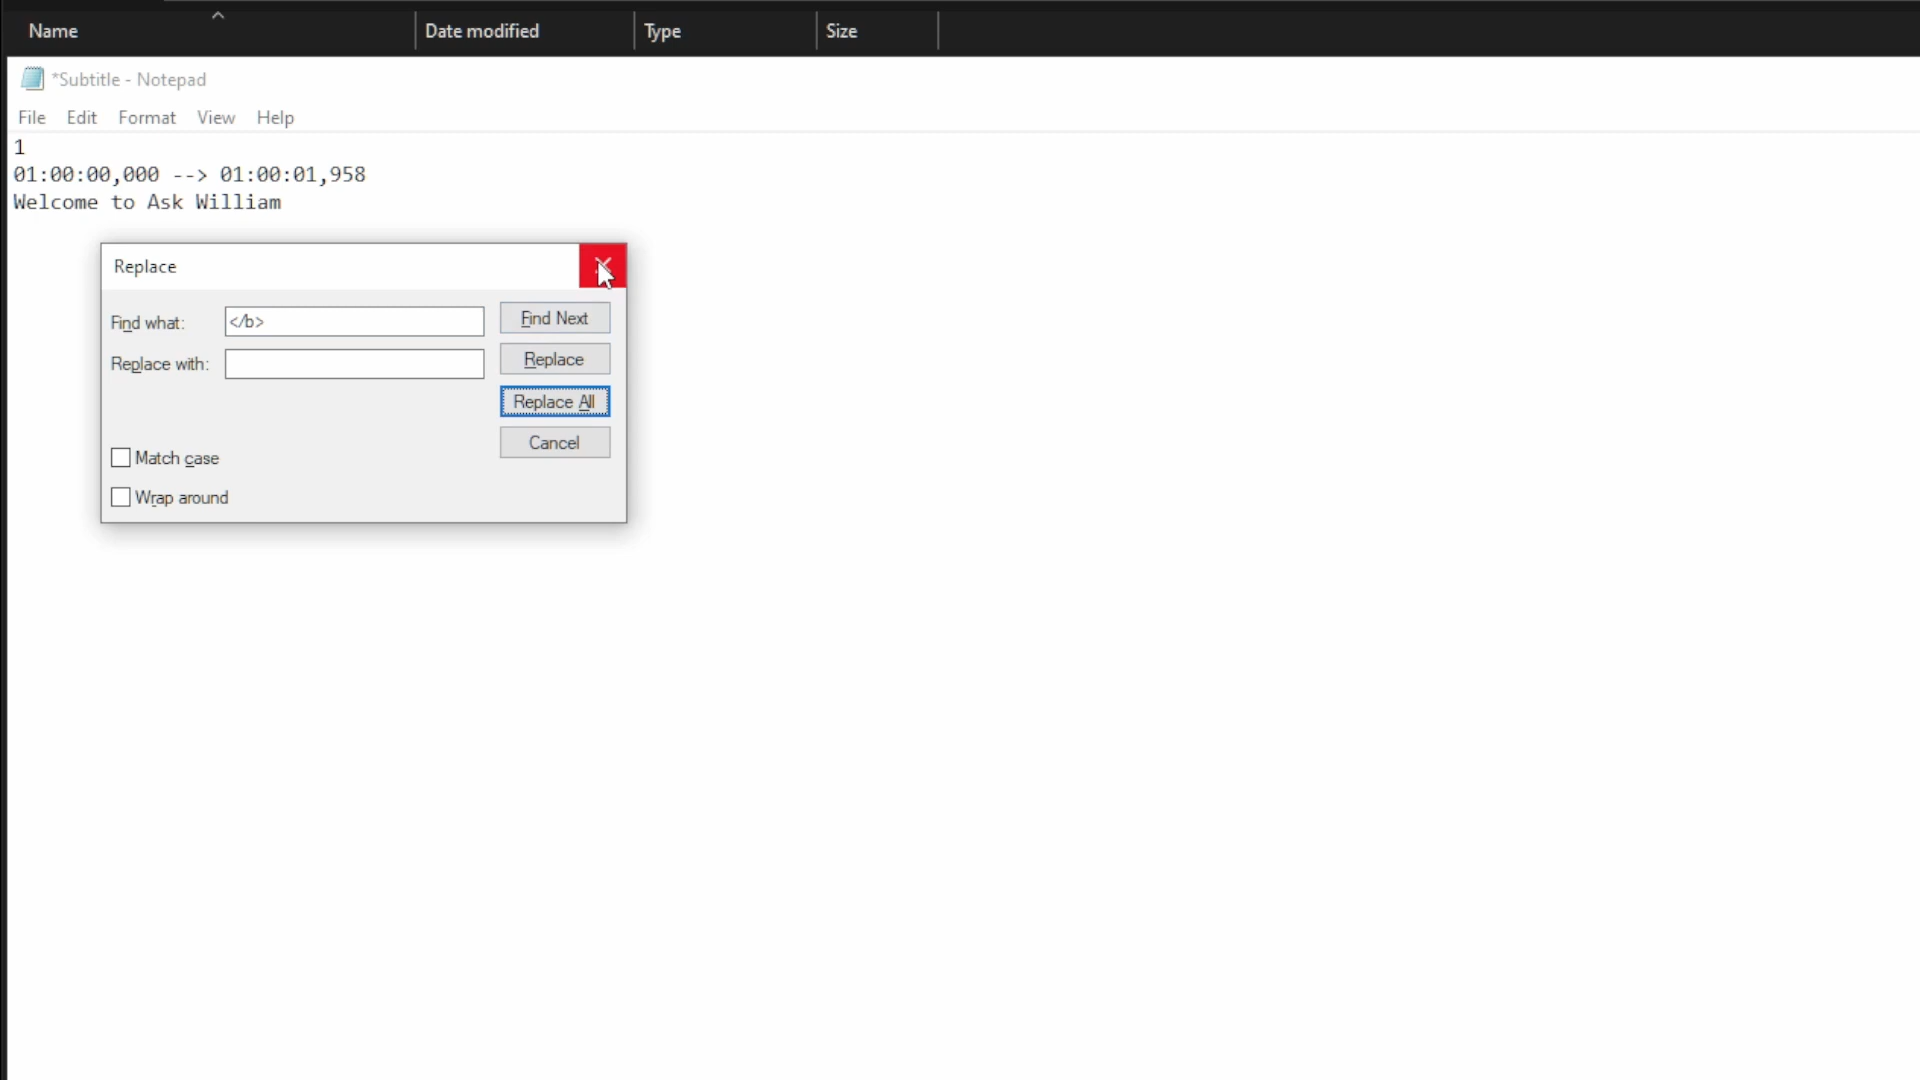 Name Date modified Type Size
*Subtitle - Notepad
File Edit Format View Help
1
01:00:00,000 --> 01:00:01,958
Welcome to Ask William
Replace
Find what: </b> Find Next
Replace with: Replace
Replace All
Cancel
Match case
Wrap around